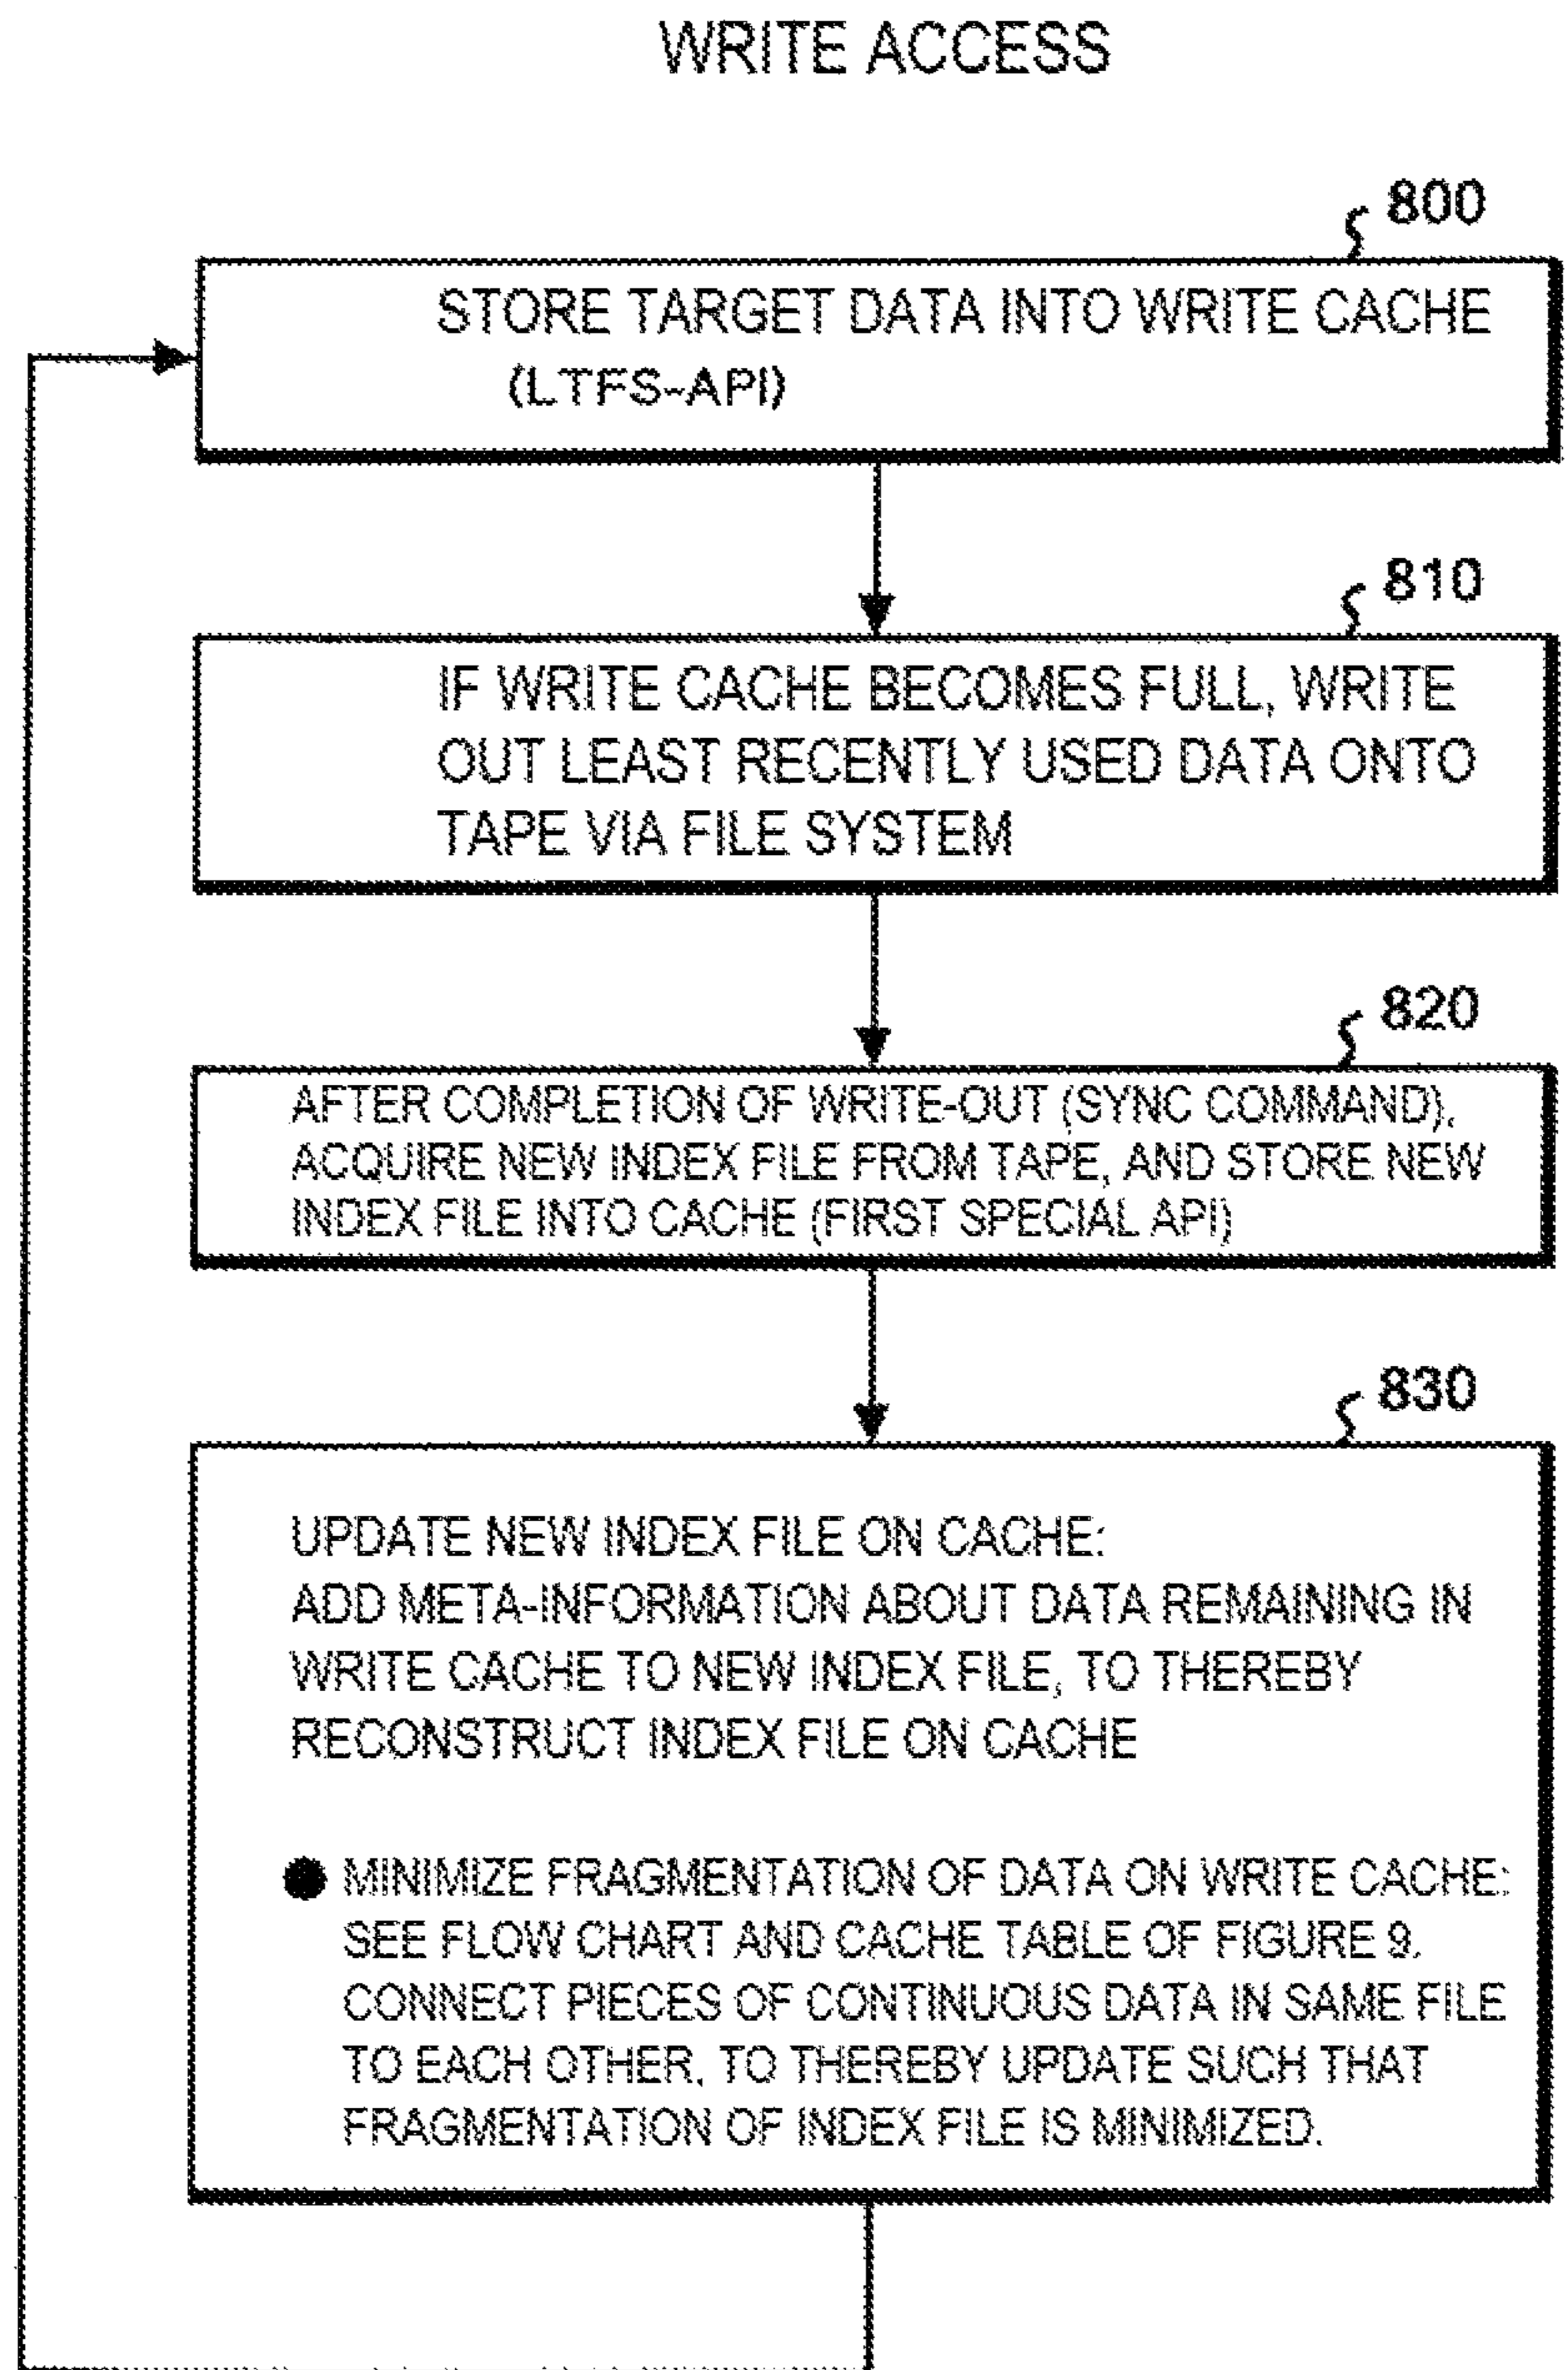 WRITE ACCESS
800
STORE TARGET DATA INTO WRITE CACHE
(LTFS-API)
810
IF WRITE CACHE BECOMES FULL, WRITE
OUT LEAST RECENTLY USED DATA ONTO
TAPE VIA FILE SYSTEM
820
AFTER COMPLETION OF WRITE-OUT (SYNC COMMAND),
ACQUIRE NEW INDEX FILE FROM TAPE, AND STORE NEW
INDEX FILE INTO CACHE (FIRST SPECIAL API)
830
UPDATE NEW INDEX FILE ON CACHE:
ADD META-INFORMATION ABOUT DATA REMAINING IN
WRITE CACHE TO NEW INDEX FILE, TO THEREBY
RECONSTRUCT INDEX FILE ON CACHE
● MINIMIZE FRAGMENTATION OF DATA ON WRITE CACHE:
SEE FLOW CHART AND CACHE TABLE OF FIGURE 9.
CONNECT PIECES OF CONTINUOUS DATA IN SAME FILE
TO EACH OTHER, TO THEREBY UPDATE SUCH THAT
FRAGMENTATION OF INDEX FILE IS MINIMIZED.